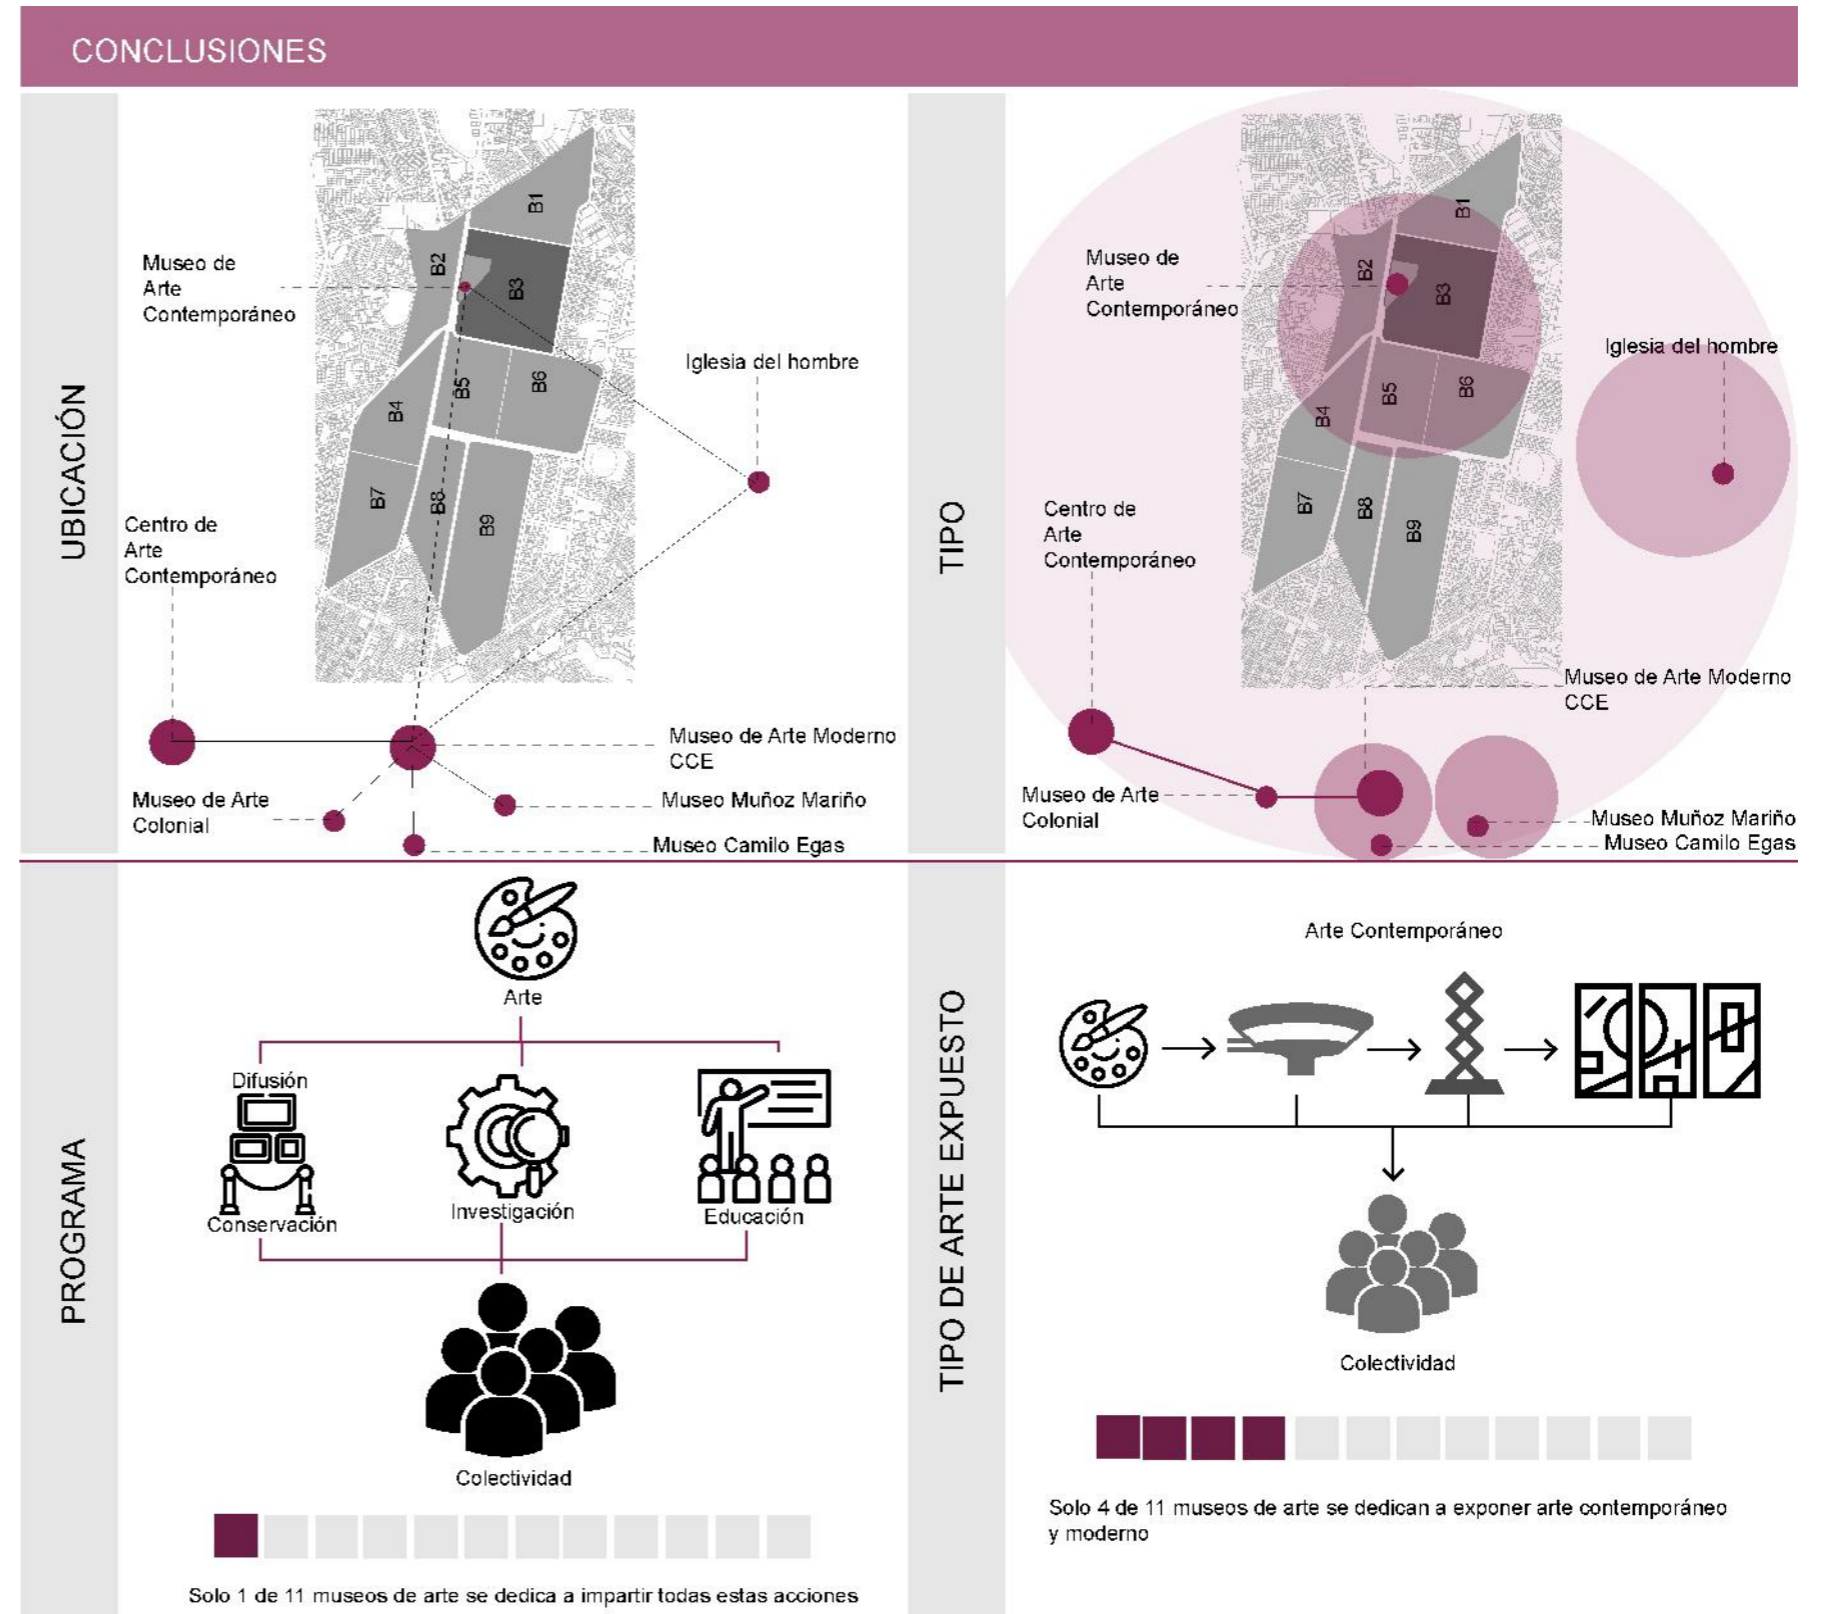 CONCLUSIONES
UBICACIÓN
B1
B2
B3
Museo de
Arte
Contemporáneo
Iglesia del hombre
B4
B5
B6
B7
B8
B9
Centro de
Arte
Contemporáneo
Museo de Arte Moderno
CCE
Museo de Arte
Colonial
Museo Muñoz Mariño
Museo Camilo Egas
TIPO
B1
B2
B3
Museo de
Arte
Contemporáneo
Iglesia del hombre
B4
B5
B6
B7
B8
B9
Centro de
Arte
Contemporáneo
Museo de Arte Moderno
CCE
Museo de Arte
Colonial
Museo Muñoz Mariño
Museo Camilo Egas
PROGRAMA
Arte
Difusión
Conservación
Investigación
Educación
Colectividad
Solo 1 de 11 museos de arte se dedica a impartir todas estas acciones
TIPO DE ARTE EXPUESTO
Arte Contemporáneo
Colectividad
Solo 4 de 11 museos de arte se dedican a exponer arte contemporáneo
y moderno